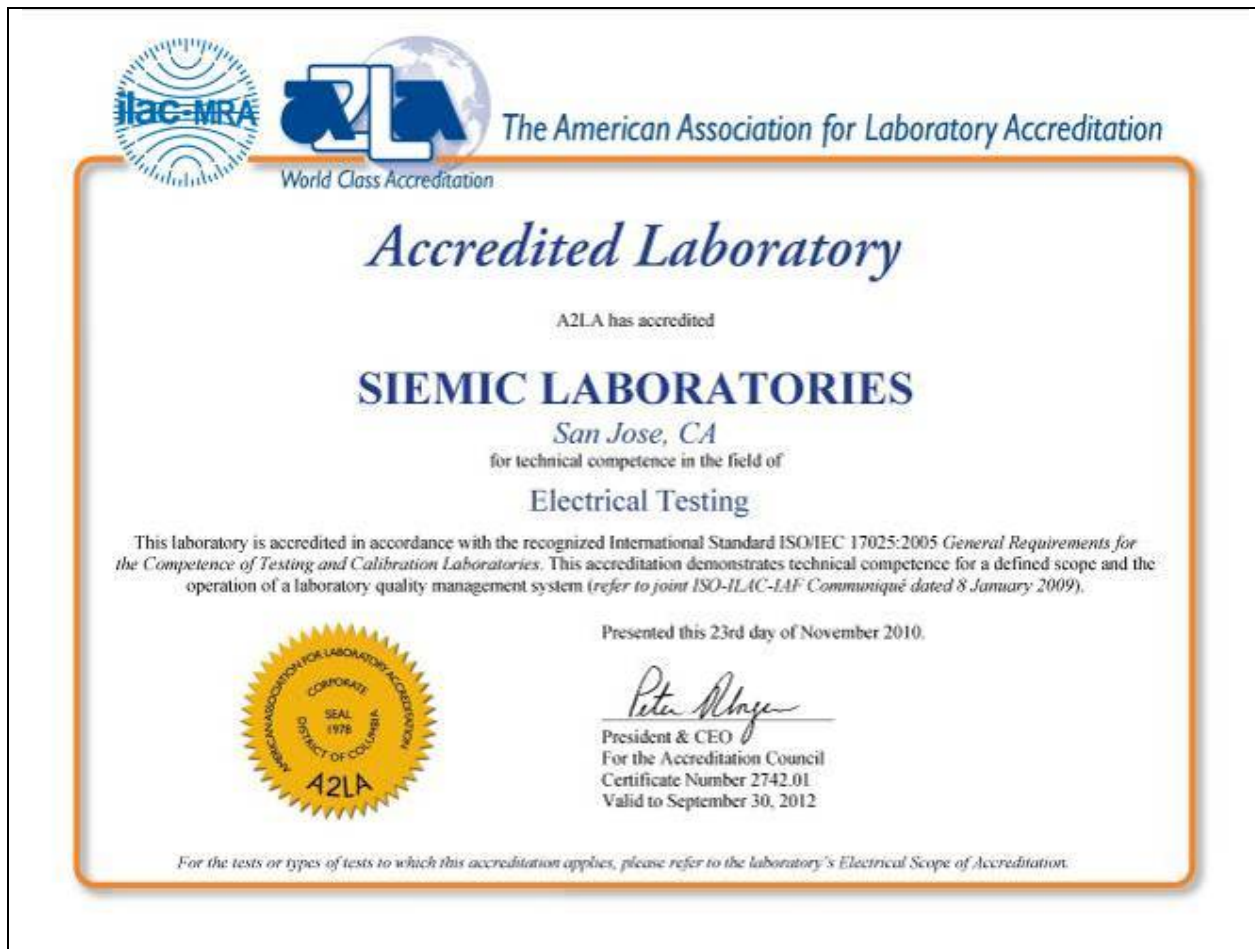 ilac-MRA
A2LA
World Class Accreditation
The American Association for Laboratory Accreditation
Accredited Laboratory
A2LA has accredited
SIEMIC LABORATORIES
San Jose, CA
for technical competence in the field of
Electrical Testing
This laboratory is accredited in accordance with the recognized International Standard ISO/IEC 17025:2005 General Requirements for
the Competence of Testing and Calibration Laboratories. This accreditation demonstrates technical competence for a defined scope and the
operation of a laboratory quality management system (refer to joint ISO-ILAC-IAF Communiqué dated 8 January 2009).
AMERICAN ASSOCIATION FOR LABORATORY ACCREDITATION
CORPORATE
SEAL
1978
DISTRICT OF COLUMBIA
A2LA
Presented this 23rd day of November 2010.
Peter
President & CEO
For the Accreditation Council
Certificate Number 2742.01
Valid to September 30, 2012
For the tests or types of tests to which this accreditation applies, please refer to the laboratory's Electrical Scope of Accreditation.